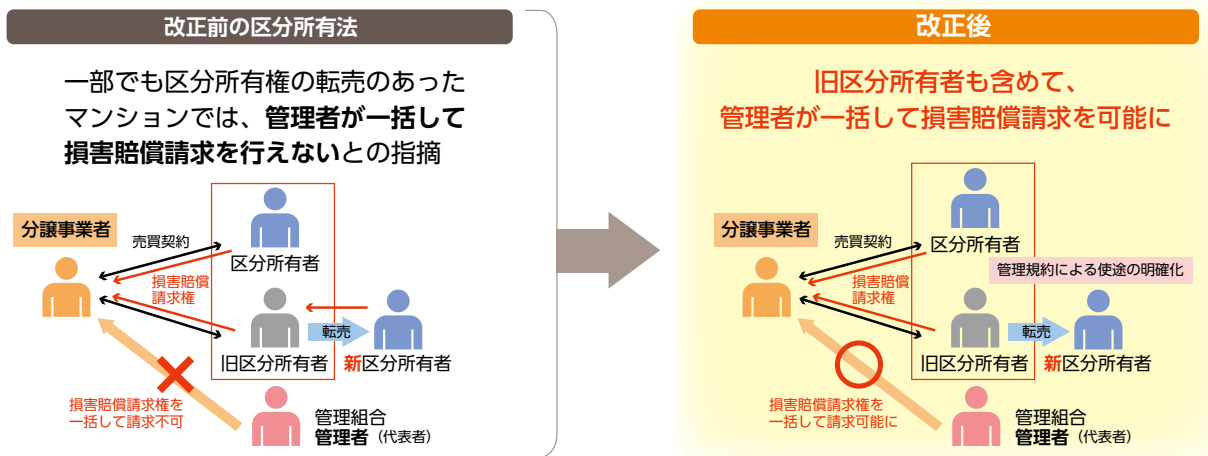 改正前の区分所有法
一部でも区分所有権の転売のあった
マンションでは、管理者が一括して
損害賠償請求を行えないとの指摘
分譲事業者
売買契約
区分所有者
損害賠償
請求権
転売
旧区分所有者
新区分所有者
損害賠償請求権を
一括して請求不可
管理組合
管理者（代表者）
改正後
旧区分所有者も含めて、
管理者が一括して損害賠償請求を可能に
分譲事業者
売買契約
区分所有者
管理規約による使途の明確化
損害賠償
請求権
転売
旧区分所有者
新区分所有者
損害賠償請求権を
一括して請求可能に
管理組合
管理者（代表者）